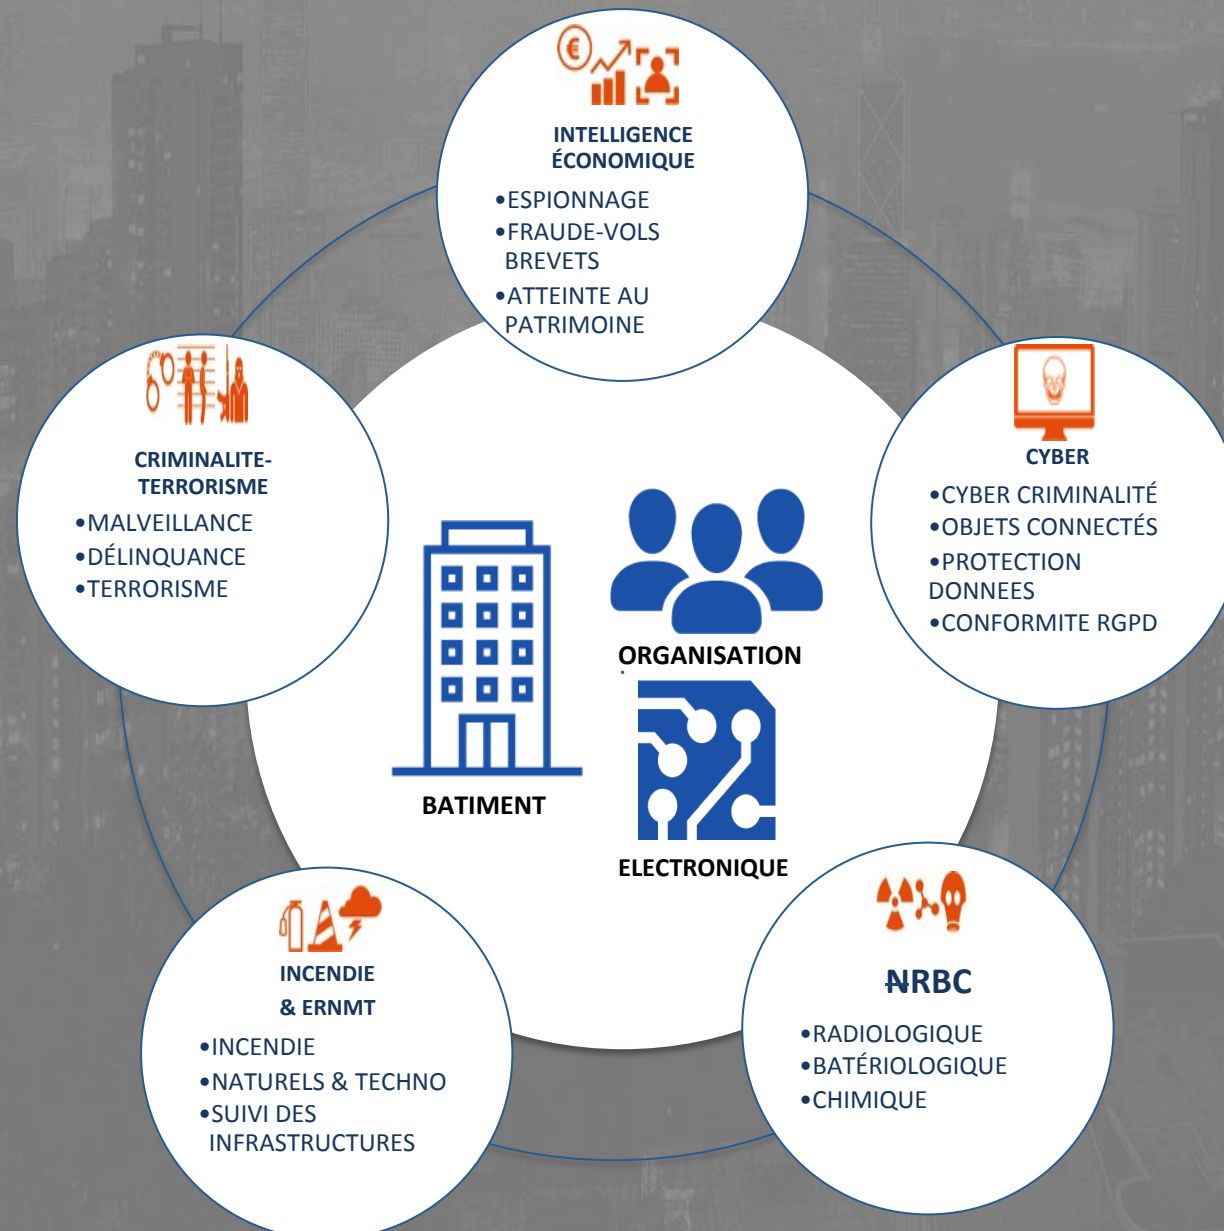 INTELLIGENCE
ÉCONOMIQUE
•ESPIONNAGE
•FRAUDE-VOLS
BREVETS
•ATTEINTE AU
PATRIMOINE
CRIMINALITE-
TERRORISME
•MALVEILLANCE
•DÉLINQUANCE
•TERRORISME
CYBER
•CYBER CRIMINALITÉ
•OBJETS CONNECTÉS
•PROTECTION
DONNEES
•CONFORMITE RGPD
ORGANISATION
.
BATIMENT
ELECTRONIQUE
INCENDIE
& ERNMT
•INCENDIE
•NATURELS & TECHNO
•SUIVI DES
INFRASTRUCTURES
NRBC
•RADIOLOGIQUE
•BATÉRIOLOGIQUE
•CHIMIQUE
€